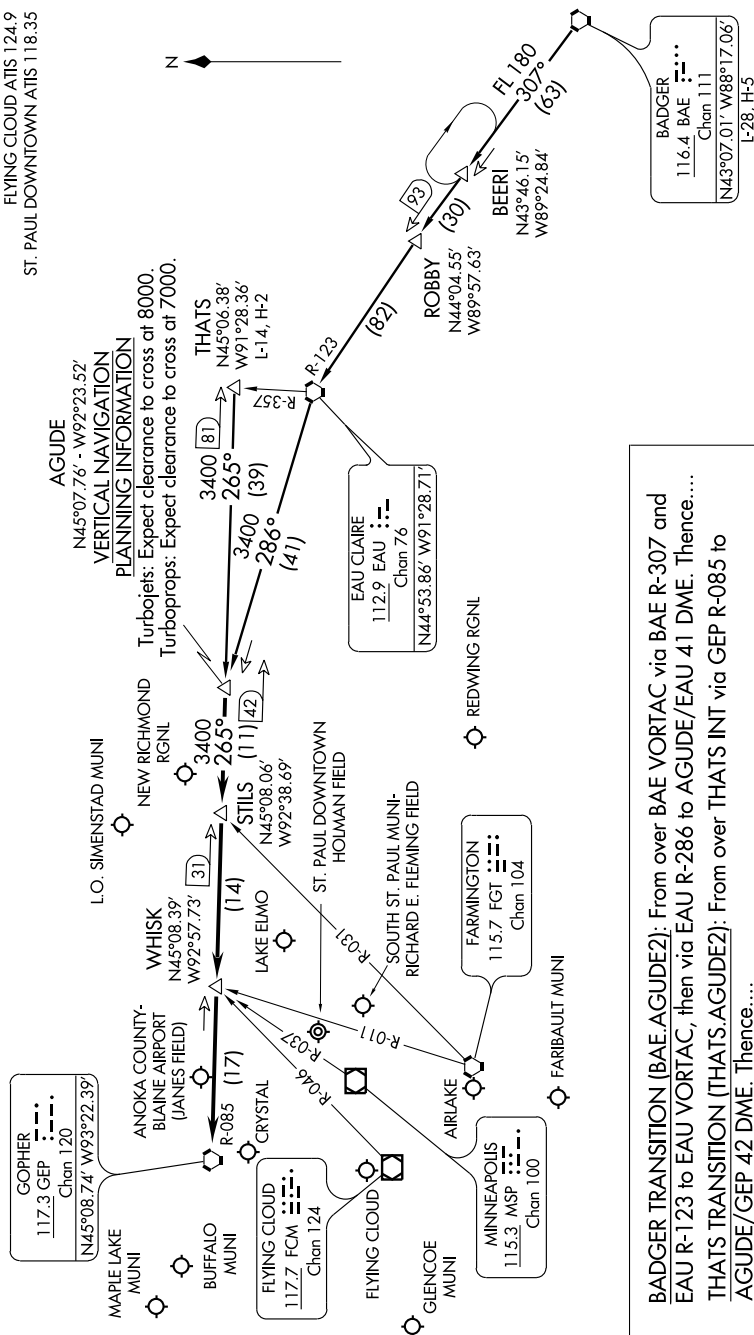 FLYING CLOUD ATIS 124.9
ST. PAUL DOWNTOWN ATIS 118.35
N
AGUDE
N45°07.76' - W92°23.52'
VERTICAL NAVIGATION
PLANNING INFORMATION
Turbojets: Expect clearance to cross at 8000.
Turboprops: Expect clearance to cross at 7000.
L.O. SIMENSTAD MUNI
NEW RICHMOND
RGNL
THATS
N45°06.38'
W91°28.36'
L-14, H-2
3400
265°
(39)
81
R-357
3400
286°
(41)
R-123
(82)
ROBBY
N44°04.55'
W89°57.63'
93
(30)
BEERI
N43°46.15'
W89°24.84'
FL 180
307°
(63)
BADGER
116.4 BAE
Chan 111
N43°07.01' W88°17.06'
L-28, H-5
EAU CLAIRE
112.9 EAU
Chan 76
N44°53.86' W91°28.71'
REDWING RGNL
3400
265°
(11)
42
STILS
N45°08.06'
W92°38.69'
31
(14)
WHISK
N45°08.39'
W92°57.73'
LAKE ELMO
ST. PAUL DOWNTOWN
HOLMAN FIELD
SOUTH ST. PAUL MUNI-
RICHARD E. FLEMING FIELD
R-031
R-011
R-037
R-046
FARMINGTON
115.7 FGT
Chan 104
AIRLAKE
FARIBAULT MUNI
GOPHER
117.3 GEP
Chan 120
N45°08.74' W93°22.39'
ANOKA COUNTY-
BLAINE AIRPORT
(JANES FIELD)
(17)
R-085
CRYSTAL
MAPLE LAKE
MUNI
BUFFALO
MUNI
FLYING CLOUD
117.7 FCM
Chan 124
FLYING CLOUD
MINNEAPOLIS
115.3 MSP
Chan 100
GLENCOE
MUNI
BADGER TRANSITION (BAE.AGUDE2): From over BAE VORTAC via BAE R-307 and
EAU R-123 to EAU VORTAC, then via EAU R-286 to AGUDE/EAU 41 DME. Thence....
THATS TRANSITION (THATS.AGUDE2): From over THATS INT via GEP R-085 to
AGUDE/GEP 42 DME. Thence....